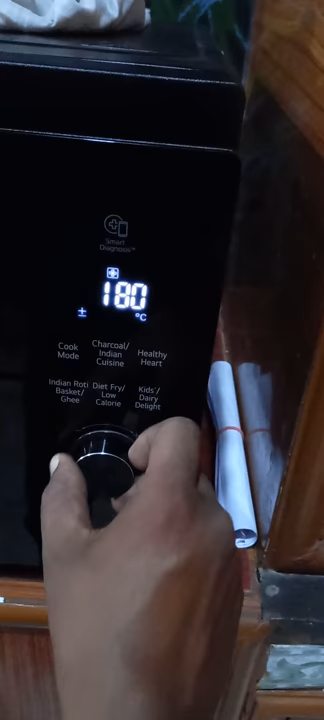 Smart
Diagnosis™
180
± °C
Cook
Mode
Charcoal/
Indian
Cuisine
Healthy
Heart
Indian Roti
Basket/
Ghee
Diet Fry/
Low
Calorie
Kids'/
Dairy
Delight